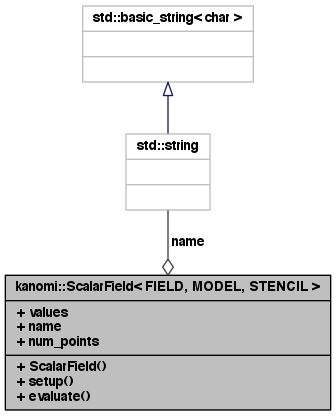 std::basic_string< char >
std::string
name
kanomi::ScalarField< FIELD, MODEL, STENCIL >
+ values
+ name
+ num_points
+ ScalarField()
+ setup()
+ evaluate()